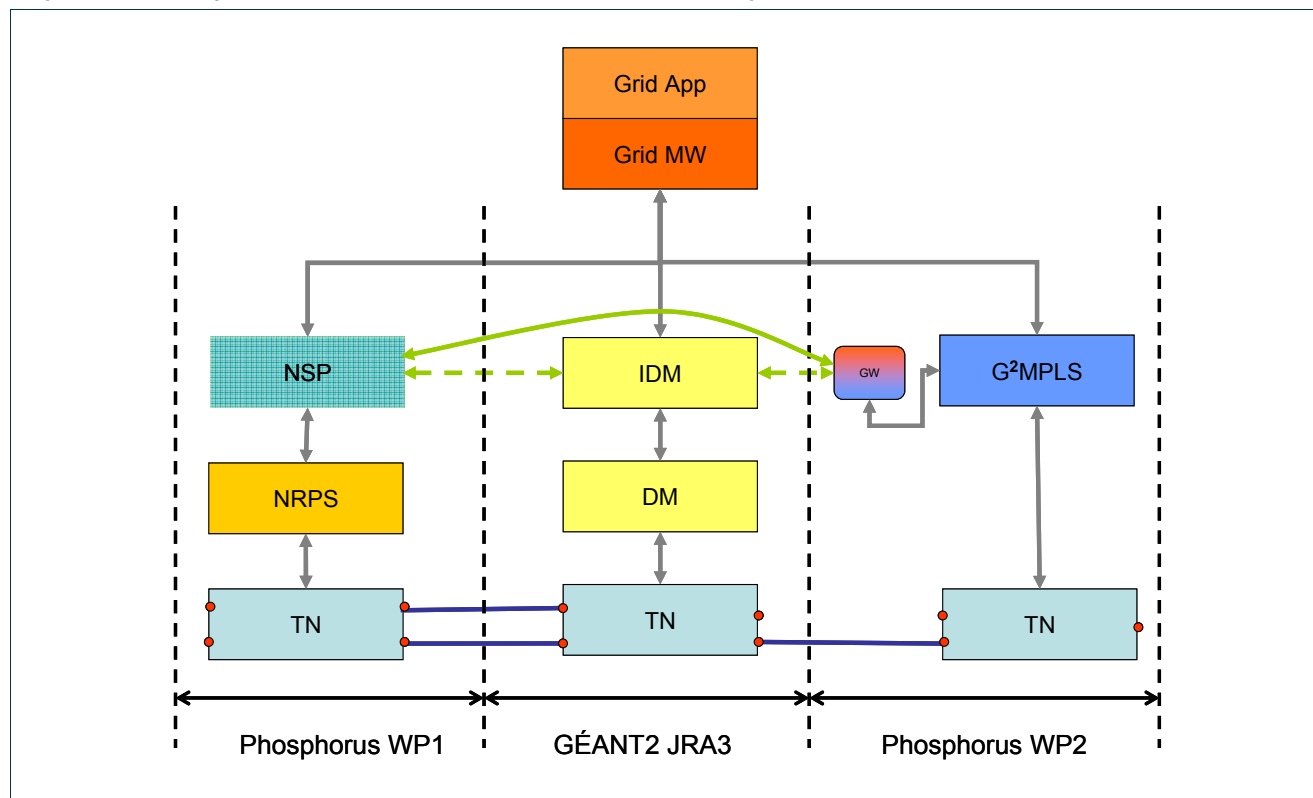 Grid App
Grid MW
NSP
IDM
GW
G²MPLS
NRPS
DM
TN
TN
TN
Phosphorus WP1
GÉANT2 JRA3
Phosphorus WP2